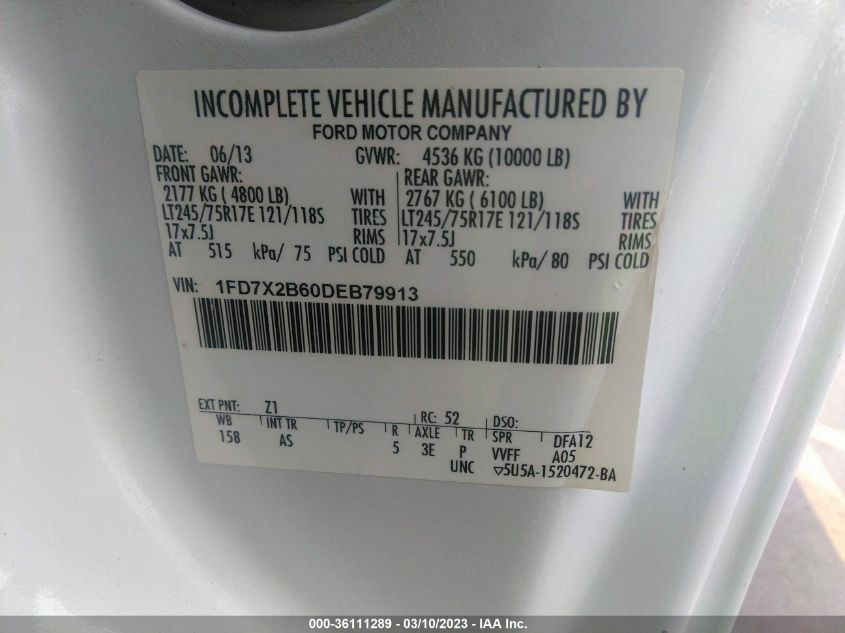 INCOMPLETE VEHICLE MANUFACTURED BY
FORD MOTOR COMPANY
DATE: 06/13 GVWR: 4536 KG (10000 LB)
FRONT GAWR: REAR GAWR:
2177 KG ( 4800 LB) WITH 2767 KG ( 6100 LB) WITH
LT245/75R17E 121/118S TIRES LT245/75R17E 121/118S TIRES
17x7.5J RIMS 17x7.5J RIMS
AT 515 kPa/ 75 PSI COLD AT 550 kPa/ 80 PSI COLD
VIN: 1FD7X2B60DEB79913
EXT PNT: Z1 RC: 52 DSO:
WB INT TR TP/PS R AXLE TR SPR DFA12
158 AS 5 3E P VVFF A05
UNC ▽5U5A-1520472-BA
000-36111289 - 03/10/2023 - IAA Inc.